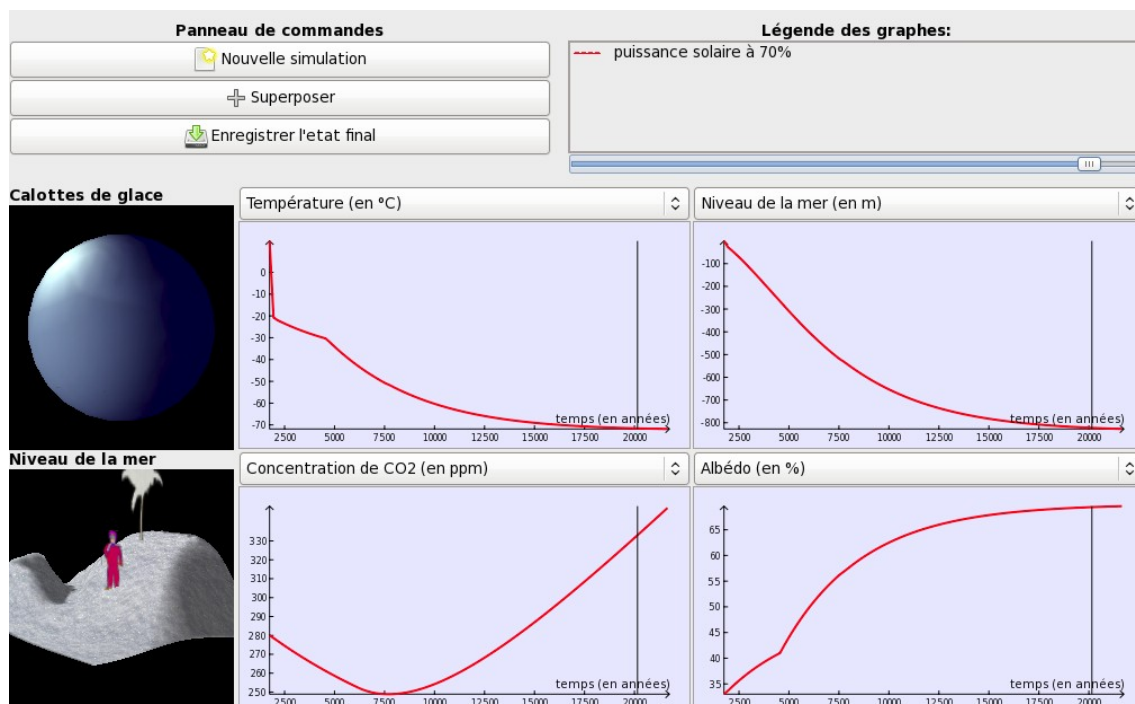 Panneau de commandes
Nouvelle simulation
Superposer
Enregistrer l'etat final
Légende des graphes:
puissance solaire à 70%
Calottes de glace
Température (en °C)
0
-10
-20
-30
-40
-50
-60
-70
temps (en années)
2500 5000 7500 10000 12500 15000 17500 20000
Niveau de la mer (en m)
-100
-200
-300
-400
-500
-600
-700
-800
temps (en années)
2500 5000 7500 10000 12500 15000 17500 20000
Niveau de la mer
Concentration de CO2 (en ppm)
330
320
310
300
290
280
270
260
250
temps (en années)
2500 5000 7500 10000 12500 15000 17500 20000
Albédo (en %)
65
60
55
50
45
40
35
temps (en années)
2500 5000 7500 10000 12500 15000 17500 20000